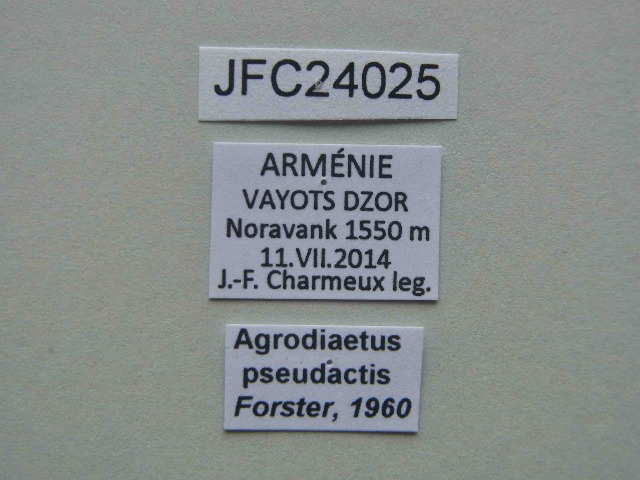 JFC24025
ARMÉNIE
VAYOTS DZOR
Noravank 1550 m
11.VII.2014
J.-F. Charmeux leg.
Agrodiaetus
pseudactis
Forster, 1960